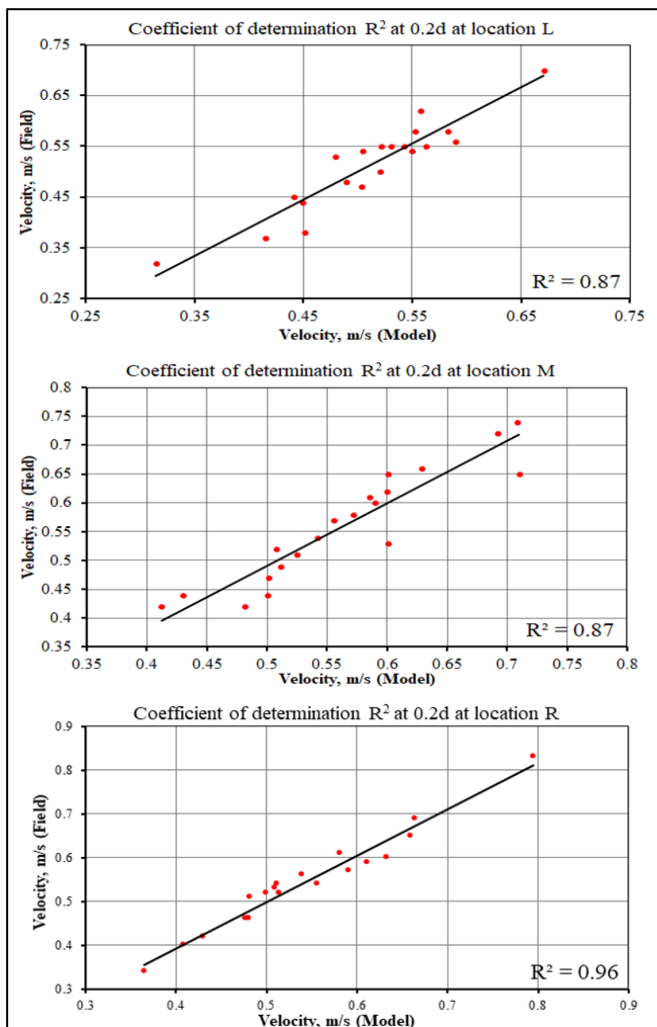 Coefficient of determination R² at 0.2d at location L
Velocity, m/s (Field)
0.75
0.65
0.55
0.45
0.35
0.25
R² = 0.87
0.25 0.35 0.45 0.55 0.65 0.75
Velocity, m/s (Model)
Coefficient of determination R² at 0.2d at location M
Velocity, m/s (Field)
0.8
0.75
0.7
0.65
0.6
0.55
0.5
0.45
0.4
0.35
R² = 0.87
0.35 0.4 0.45 0.5 0.55 0.6 0.65 0.7 0.75 0.8
Velocity, m/s (Model)
Coefficient of determination R² at 0.2d at location R
Velocity, m/s (Field)
0.9
0.8
0.7
0.6
0.5
0.4
0.3
R² = 0.96
0.3 0.4 0.5 0.6 0.7 0.8 0.9
Velocity, m/s (Model)